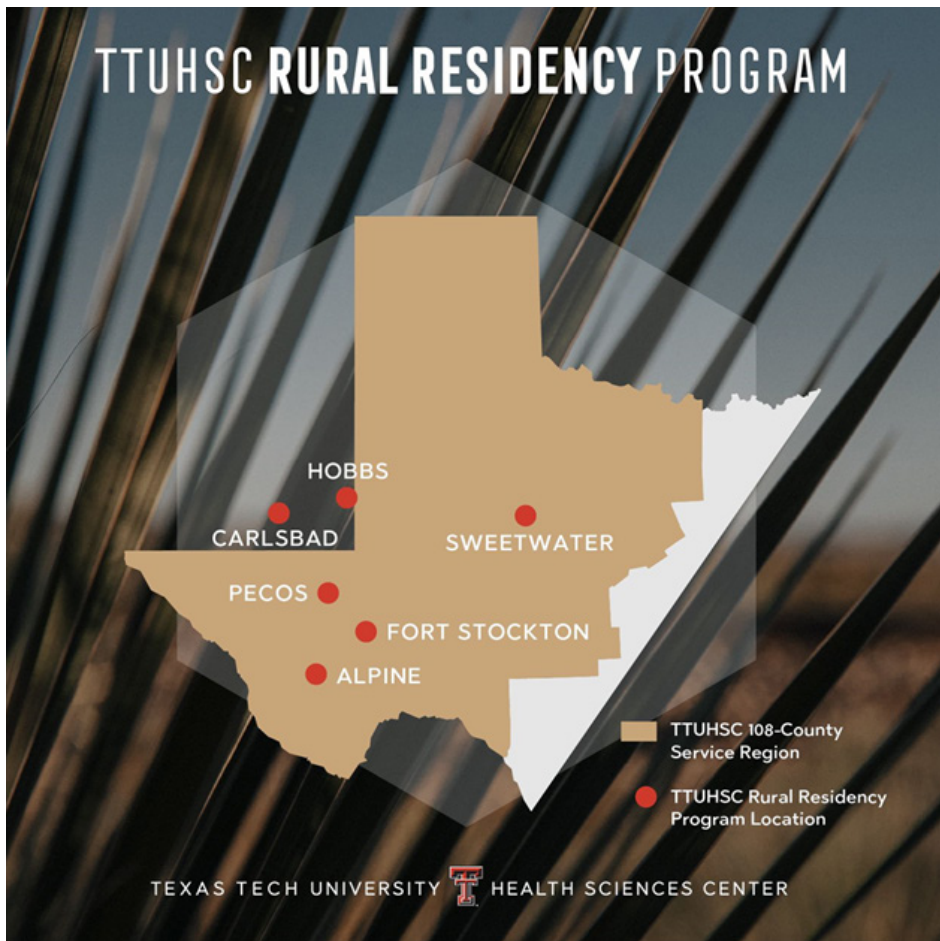 TTUHSC RURAL RESIDENCY PROGRAM
HOBBS
CARLSBAD
SWEETWATER
PECOS
FORT STOCKTON
ALPINE
TTUHSC 108-County
Service Region
TTUHSC Rural Residency
Program Location
TEXAS TECH UNIVERSITY HEALTH SCIENCES CENTER